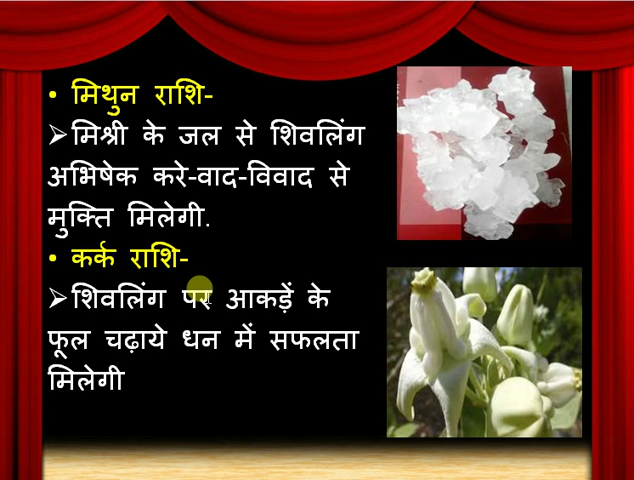 • मिथुन राशि-
➢मिश्री के जल से शिवलिंग
अभिषेक करे-वाद-विवाद से
मुक्ति मिलेगी.
• कर्क राशि-
➢शिवलिंग पर आकड़ें के
फूल चढ़ाये धन में सफलता
मिलेगी